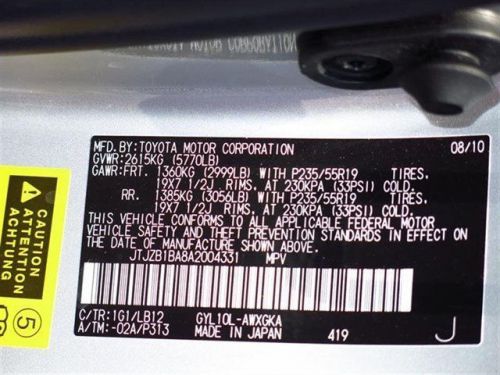 MFD.BY:TOYOTA MOTOR CORPORATION 08/10
GVWR:2615KG (5770LB)
GAWR:FRT. 1360KG (2999LB) WITH P235/55R19 TIRES.
19X7 1/2J RIMS, AT 230KPA (33PSI) COLD.
RR. 1385KG (3056LB) WITH P235/55R19 TIRES,
19X7 1/2J RIMS, AT 230KPA (33PSI) COLD.
THIS VEHICLE CONFORMS TO ALL APPLICABLE FEDERAL MOTOR
VEHICLE SAFETY AND THEFT PREVENTION STANDARDS IN EFFECT ON
THE DATE OF MANUFACTURE SHOWN ABOVE.
JTJZB1BA8A2004331 MPV
C/TR:1G1/LB12 GYL10L-AWXGKA
A/TM:-02A/P313 MADE IN JAPAN 419 J
CAUTION
ATTENTION
ACHTUNG
5